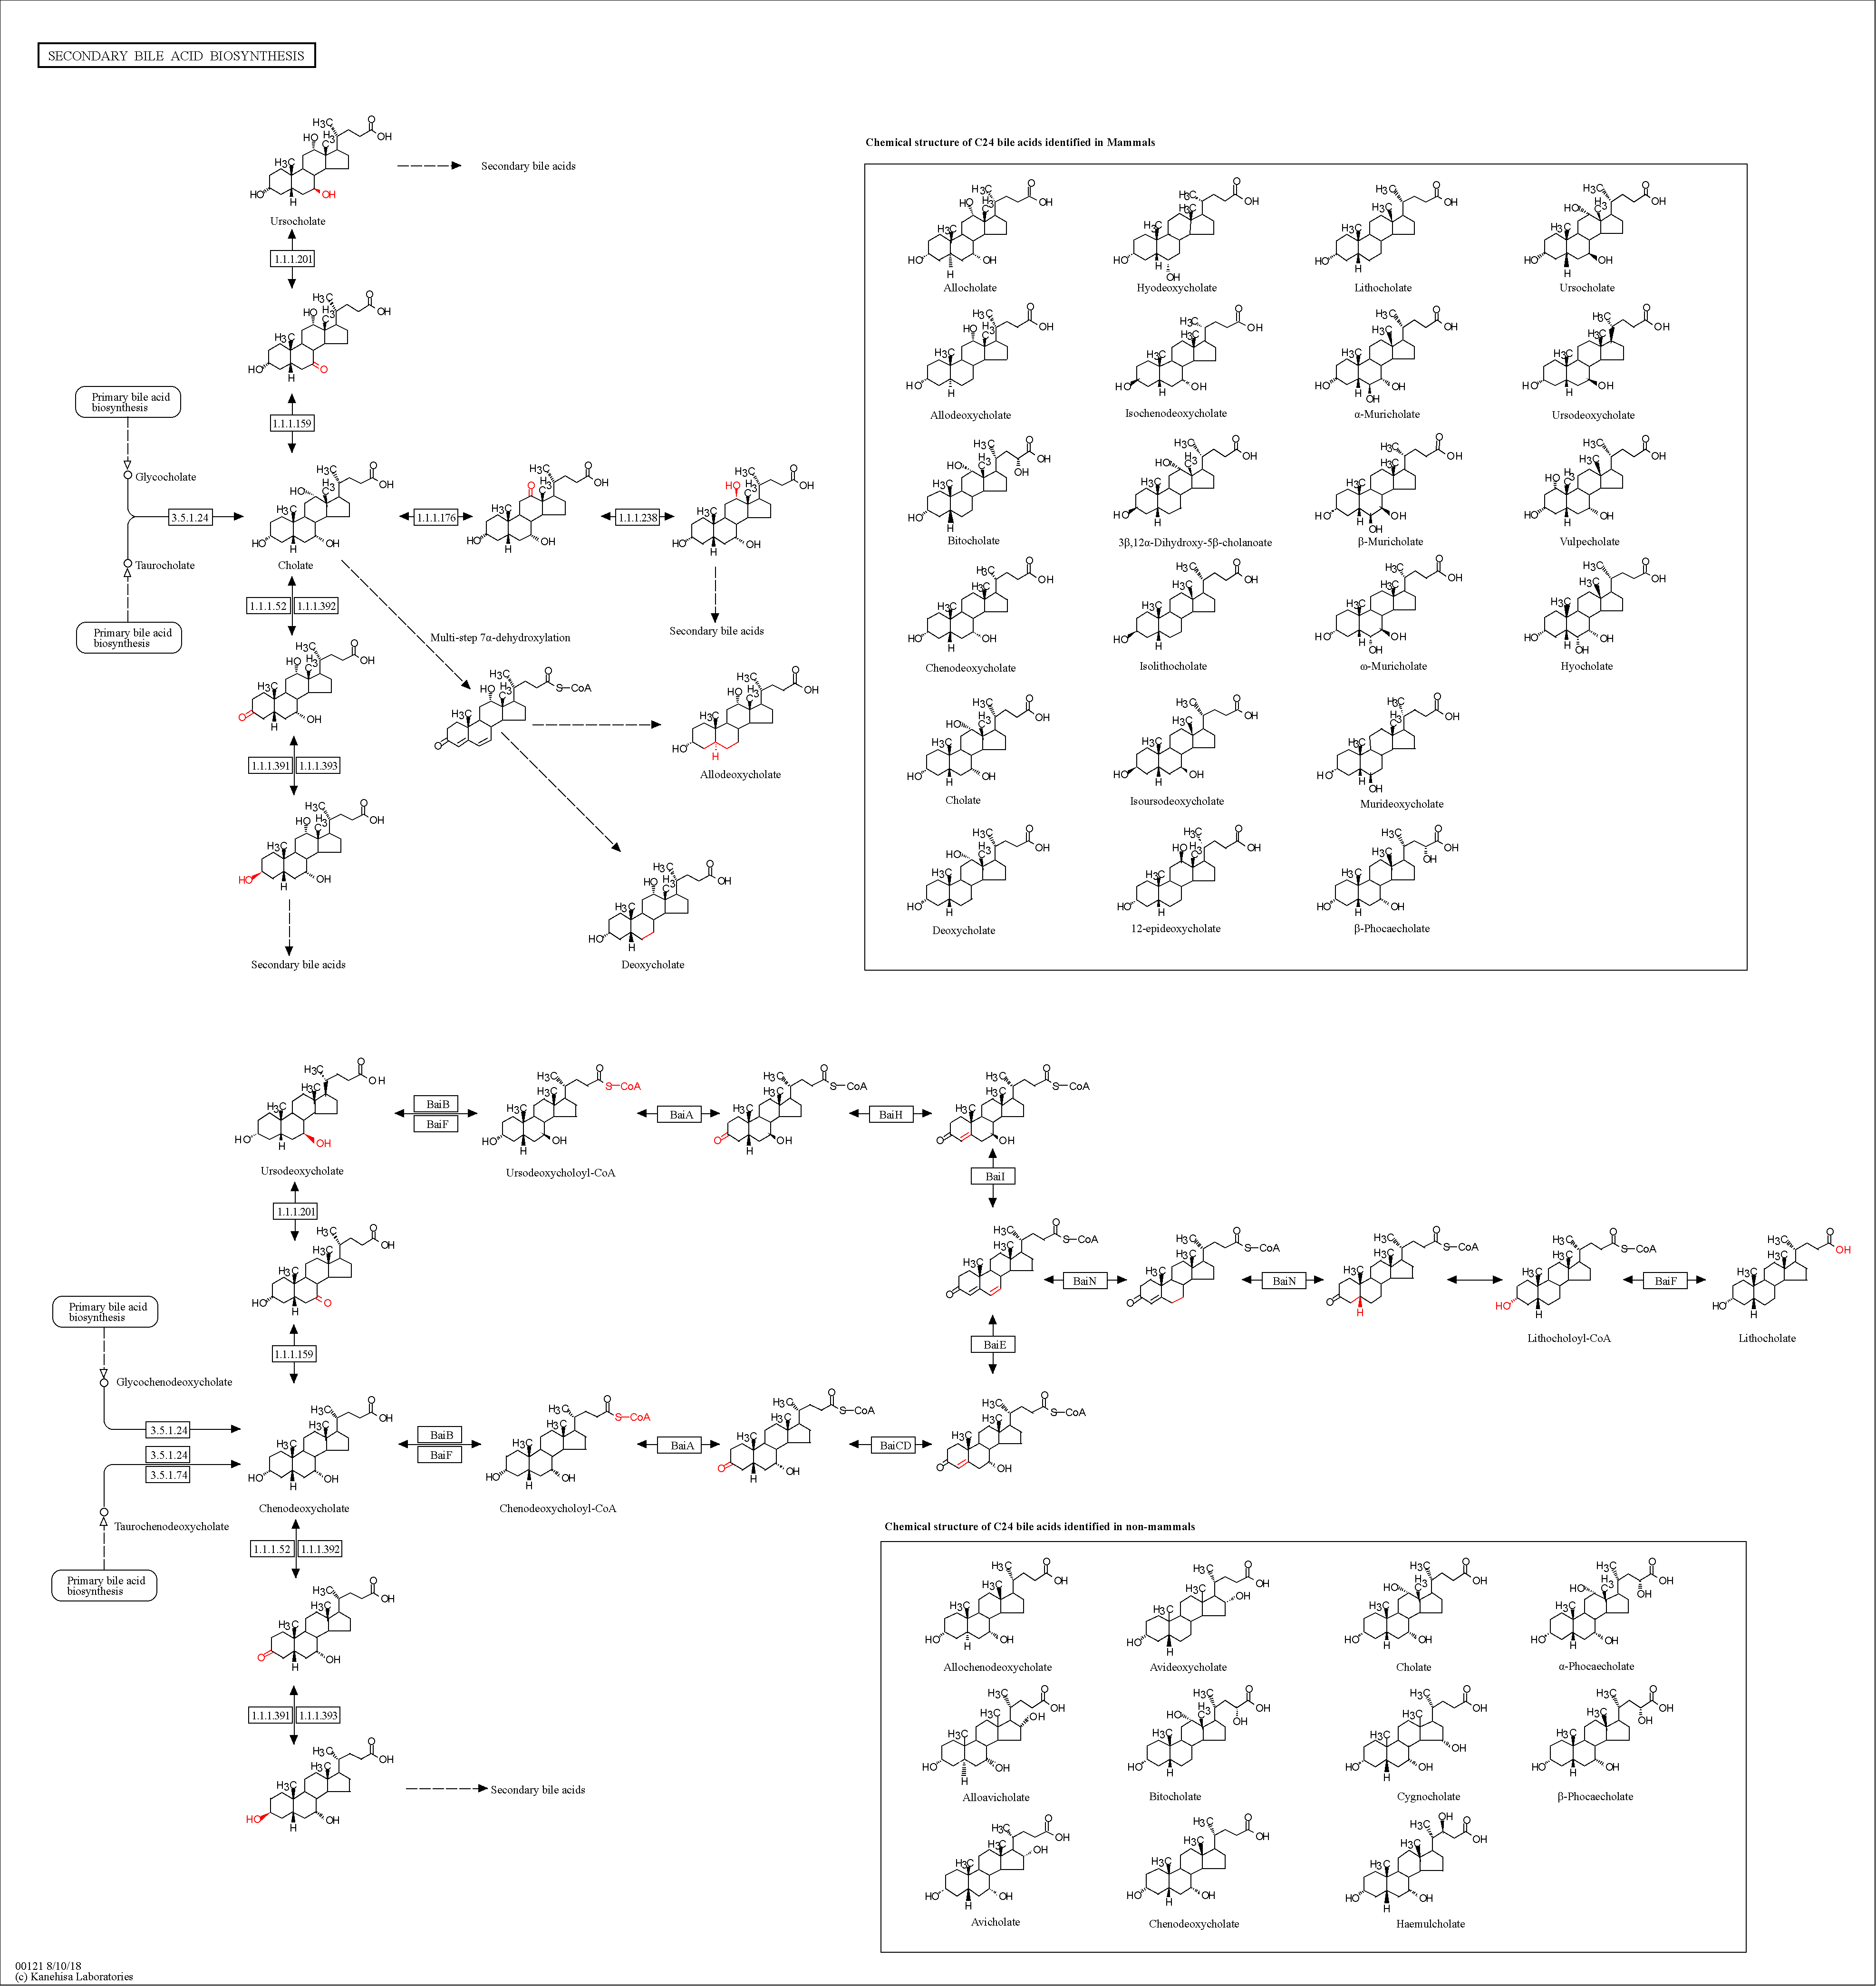 SECONDARY BILE ACID BIOSYNTHESIS
Secondary bile acids
Ursocholate
1.1.1.201
1.1.1.159
Primary bile acid
biosynthesis
Glycocholate
3.5.1.24
Taurocholate
Primary bile acid
biosynthesis
Cholate
1.1.1.176
1.1.1.238
Secondary bile acids
1.1.1.52 1.1.1.392
Multi-step 7α-dehydroxylation
S-CoA
Allodeoxycholate
1.1.1.391 1.1.1.393
Secondary bile acids
Deoxycholate
Chemical structure of C24 bile acids identified in Mammals
Allocholate
Hyodeoxycholate
Lithocholate
Ursocholate
Allodeoxycholate
Isochenodeoxycholate
α-Muricholate
Ursodeoxycholate
Bitocholate
3β,12α-Dihydroxy-5β-cholanoate
β-Muricholate
Vulpecholate
Chenodeoxycholate
Isolithocholate
ω-Muricholate
Hyocholate
Cholate
Isoursodeoxycholate
Murideoxycholate
Deoxycholate
12-epideoxycholate
β-Phocaecholate
Ursodeoxycholate
BaiB
BaiF
Ursodeoxycholoyl-CoA
BaiA
BaiH
BaiI
1.1.1.201
BaiN
BaiN
Lithocholoyl-CoA
BaiF
Lithocholate
BaiE
1.1.1.159
Primary bile acid
biosynthesis
Glycochenodeoxycholate
3.5.1.24
3.5.1.24
3.5.1.74
Taurochenodeoxycholate
Primary bile acid
biosynthesis
Chenodeoxycholate
BaiB
BaiF
Chenodeoxycholoyl-CoA
BaiA
BaiCD
1.1.1.52 1.1.1.392
1.1.1.391 1.1.1.393
Secondary bile acids
Chemical structure of C24 bile acids identified in non-mammals
Allochenodeoxycholate
Avideoxycholate
Cholate
α-Phocaecholate
Alloavicholate
Bitocholate
Cygnocholate
β-Phocaecholate
Avicholate
Chenodeoxycholate
Haemulcholate
00121 8/10/18
(c) Kanehisa Laboratories